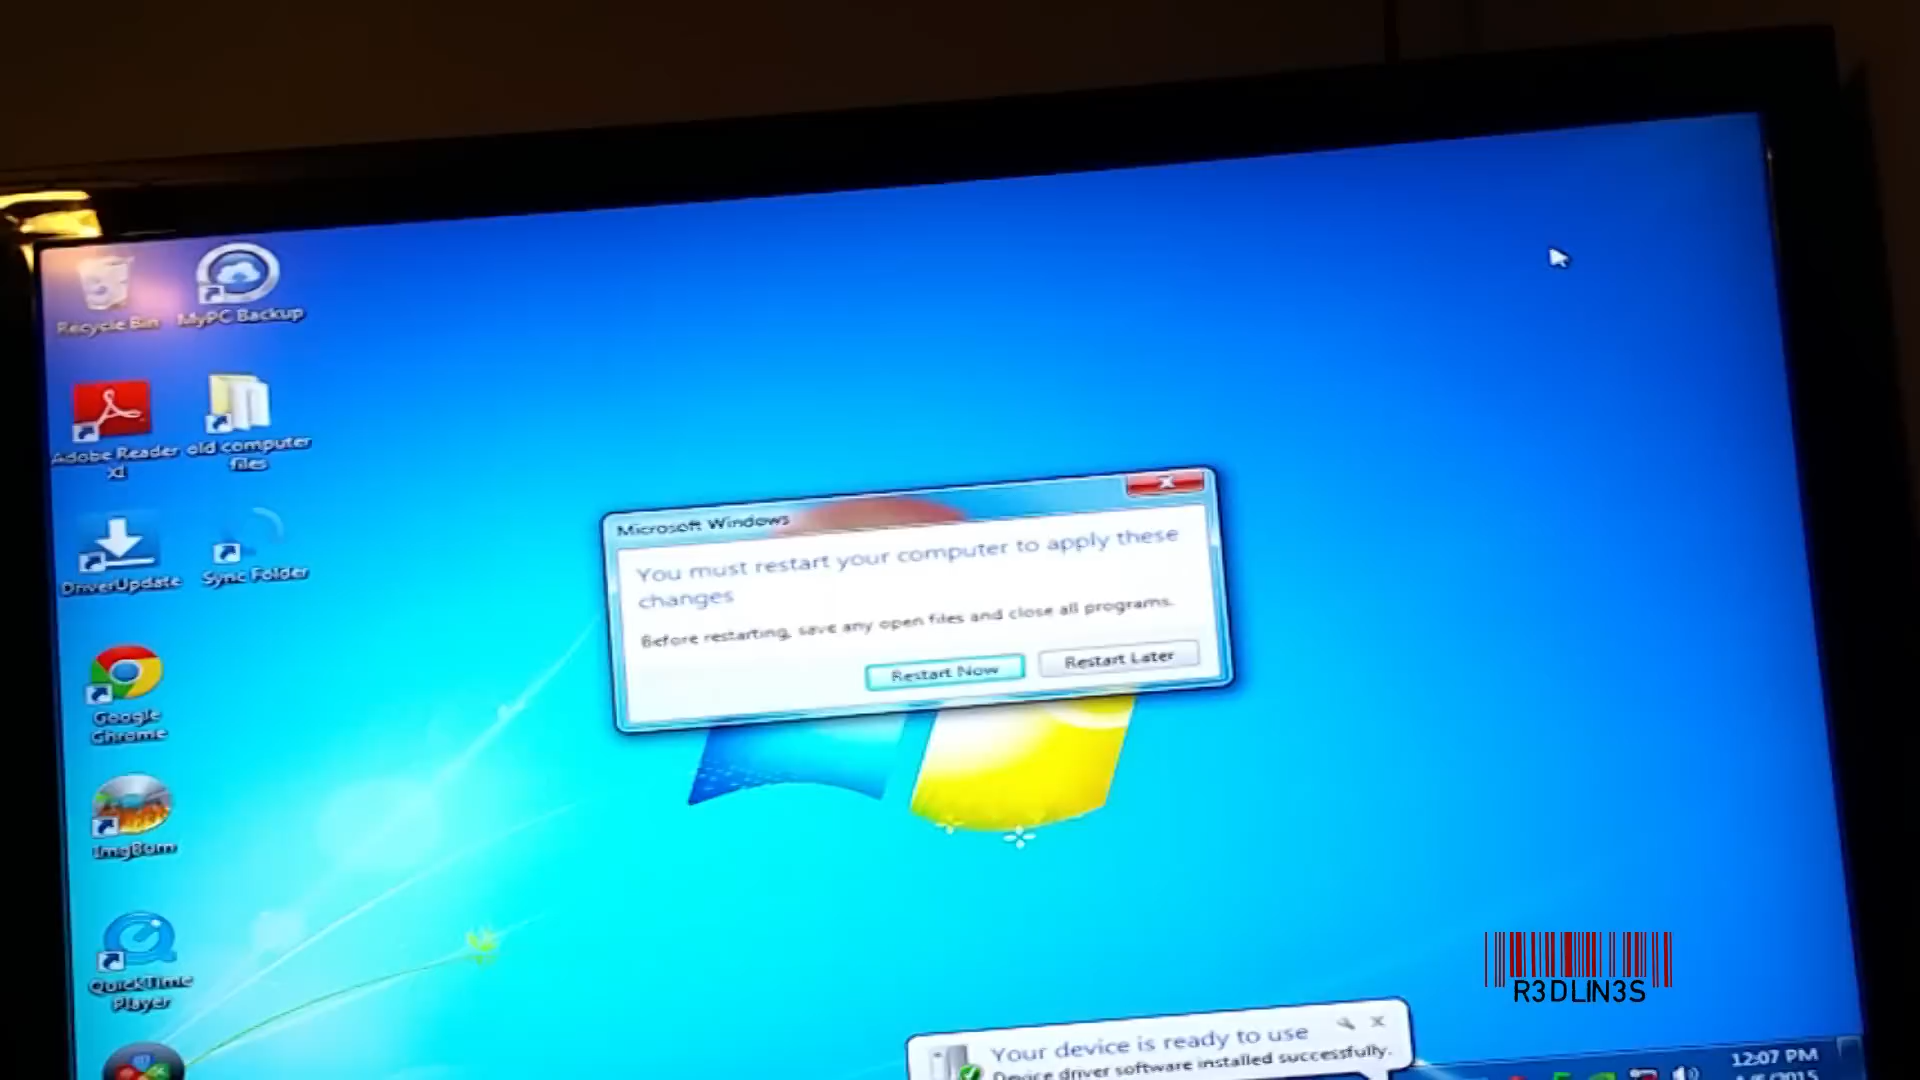 Recycle Bin
MyPC Backup
Adobe Reader
XI
old computer
files
DriverUpdate
Sync Folder
Google
Chrome
ImgBurn
QuickTime
Player
Microsoft Windows
You must restart your computer to apply these
changes
Before restarting, save any open files and close all programs.
Restart Now
Restart Later
R3DLIN3S
Your device is ready to use
Device driver software installed successfully.
12:07 PM